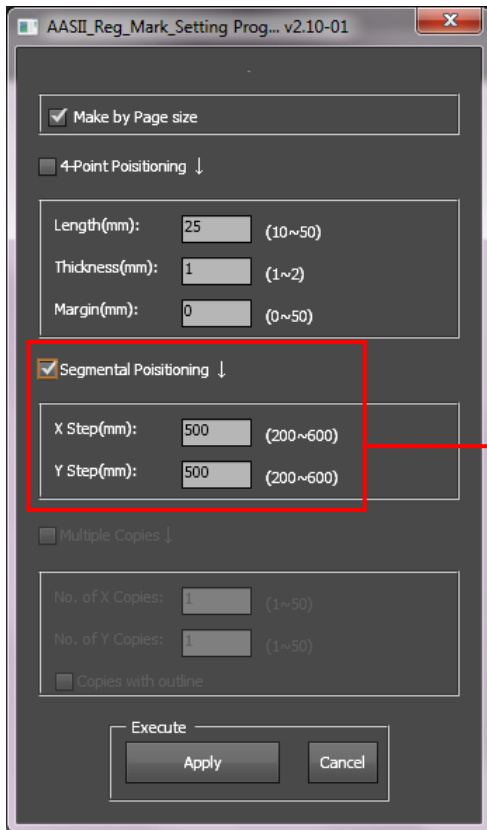 AASII_Reg_Mark_Setting Prog... v2.10-01
Make by Page size
4-Point Poisitioning ↓
Length(mm): 25 (10~50)
Thickness(mm): 1 (1~2)
Margin(mm): 0 (0~50)
Segmental Poisitioning ↓
X Step(mm): 500 (200~600)
Y Step(mm): 500 (200~600)
Multiple Copies ↓
No. of X Copies: 1 (1~50)
No. of Y Copies: 1 (1~50)
Copies with outline
Execute
Apply Cancel